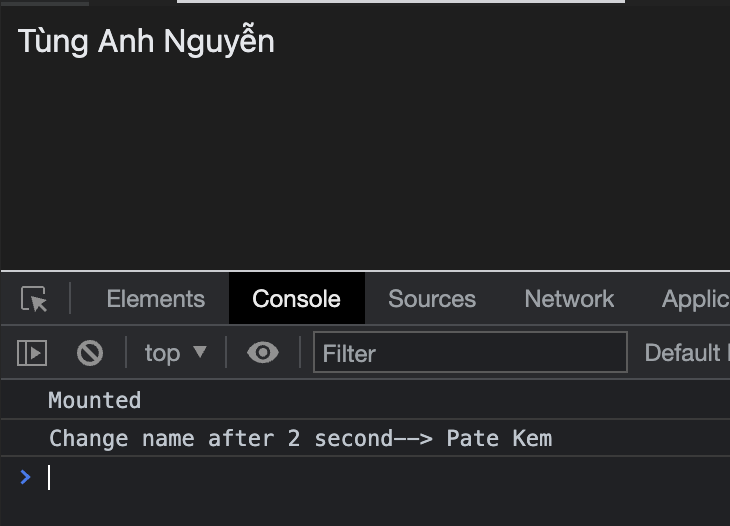 Tùng Anh Nguyễn
Elements Console Sources Network Applic
top ▼ Filter Default
Mounted
Change name after 2 second--> Pate Kem
>